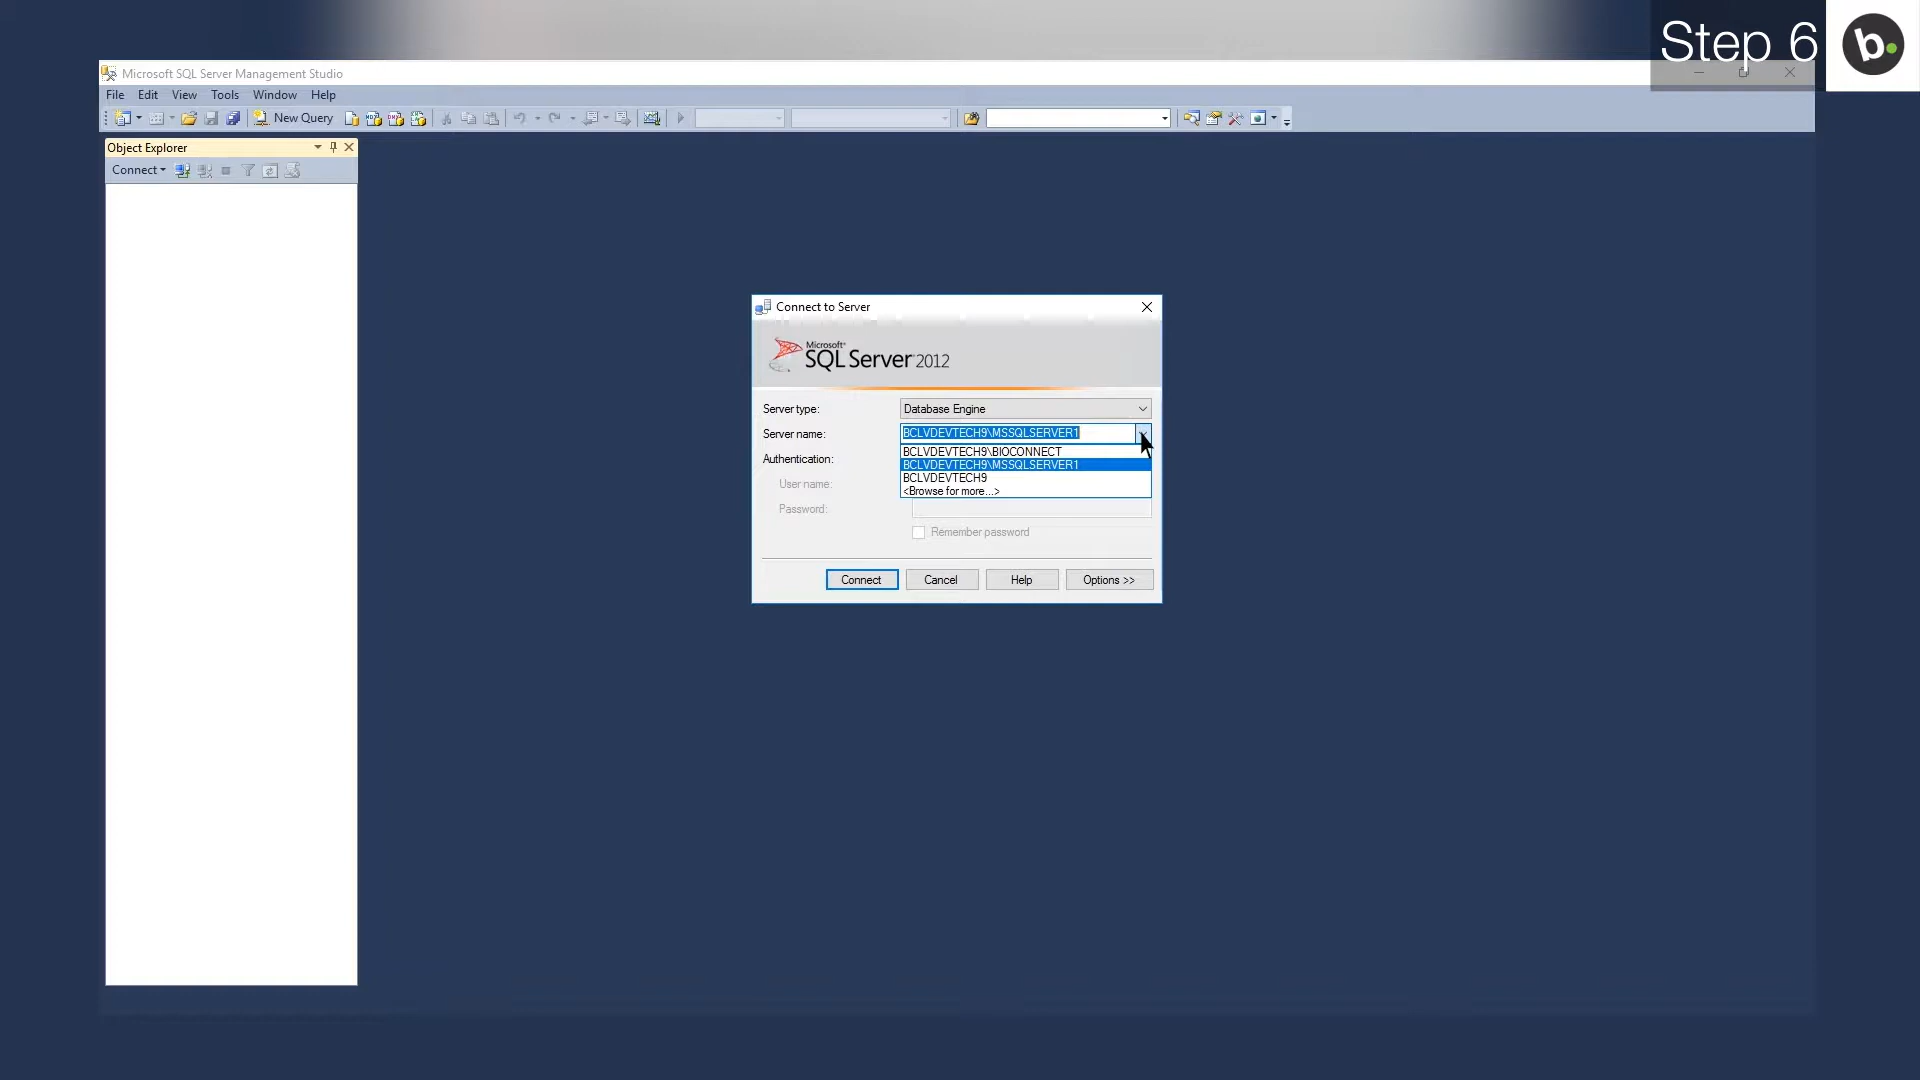 Step 6
b.
Microsoft SQL Server Management Studio
File Edit View Tools Window Help
New Query
Object Explorer
Connect
Connect to Server
Microsoft
SQL Server 2012
Server type: Database Engine
Server name: BCLVDEVTECH9\MSSQLSERVER1
BCLVDEVTECH9\BIOCONNECT
Authentication: BCLVDEVTECH9\MSSQLSERVER1
BCLVDEVTECH9
User name: <Browse for more...>
Password:
Remember password
Connect Cancel Help Options >>